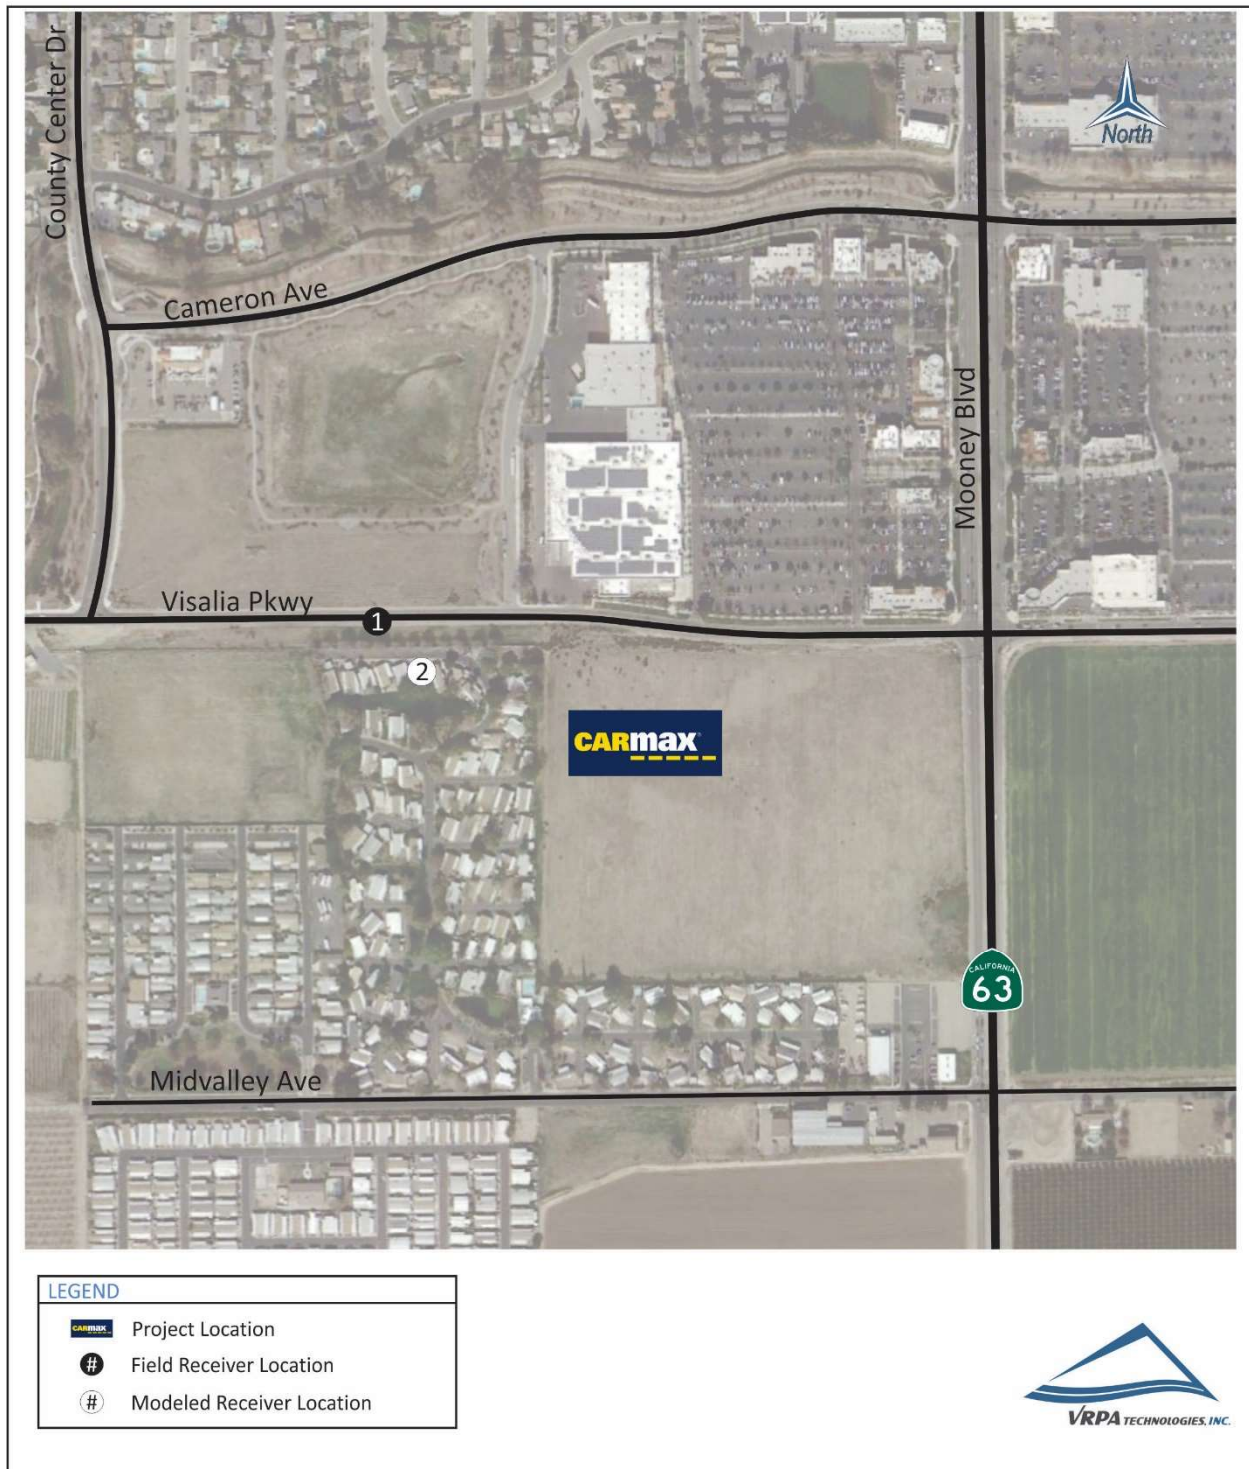 County Center Dr
North
Cameron Ave
Mooney Blvd
Visalia Pkwy
1
2
CARMAX
CALIFORNIA
63
Midvalley Ave
LEGEND
CARMAX Project Location
# Field Receiver Location
# Modeled Receiver Location
VRPA TECHNOLOGIES, INC.